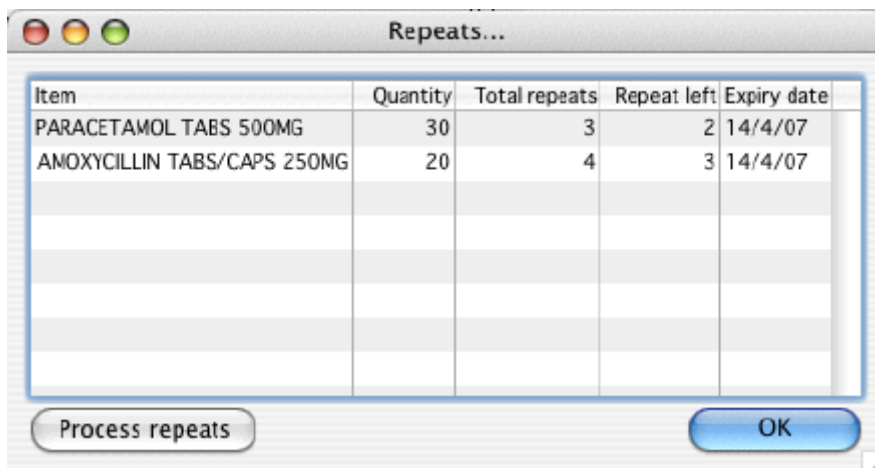 Repeats...
Item Quantity Total repeats Repeat left Expiry date
PARACETAMOL TABS 500MG 30 3 2 14/4/07
AMOXYCILLIN TABS/CAPS 250MG 20 4 3 14/4/07
Process repeats OK